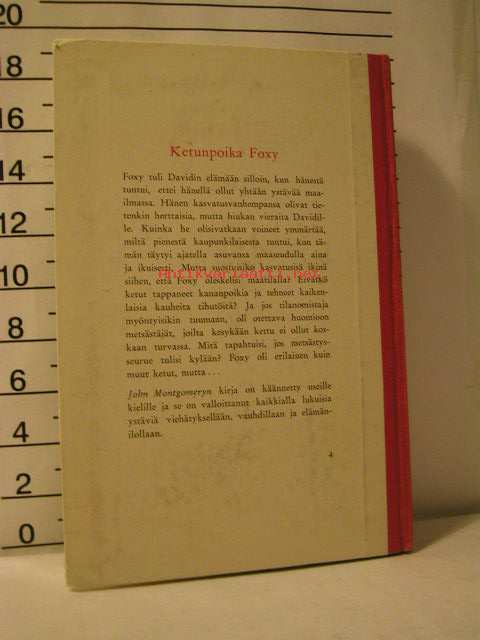 20
18
16
14
12
10
8
6
4
2
0
Ketunpoika Foxy
Foxy tuli Davidin elämään silloin, kun hänestä
tuntui, ettei hänellä ollut yhtään ystävää maa-
ilmassa. Hänen kasvatusvanhempansa olivat tie-
tenkin herttaisia, mutta hiukan vieraita Davidil-
le. Kuinka he olisivatkaan voineet ymmärtää,
miltä pienestä kaupunkilaisesta tuntui, kun tä-
män täytyi ajatella asuvansa maaseudulla aina
ja ikuisesti. Mutta suostuisiko kasvatusisä ikinä
siihen, että Foxy oleskelisi maatilalla? Eivätkö
ketut tappaneet kananpoikia ja tehneet kaiken-
laisia kauheita tihutöitä? Ja jos tilanomistaja
myöntyisikin tuumaan, oli otettava huomioon
metsästäjät, joilta kesykään kettu ei ollut kos-
kaan turvassa. Mitä tapahtuisi, jos metsästys-
seurue tulisi kylään? Foxy oli erilainen kuin
muut ketut, mutta . . .
John Montgomeryn kirja on käännetty useille
kielille ja se on valloittanut kaikkialla lukuisia
ystäviä viehätyksellään, vauhdillaan ja elämän-
ilollaan.
4